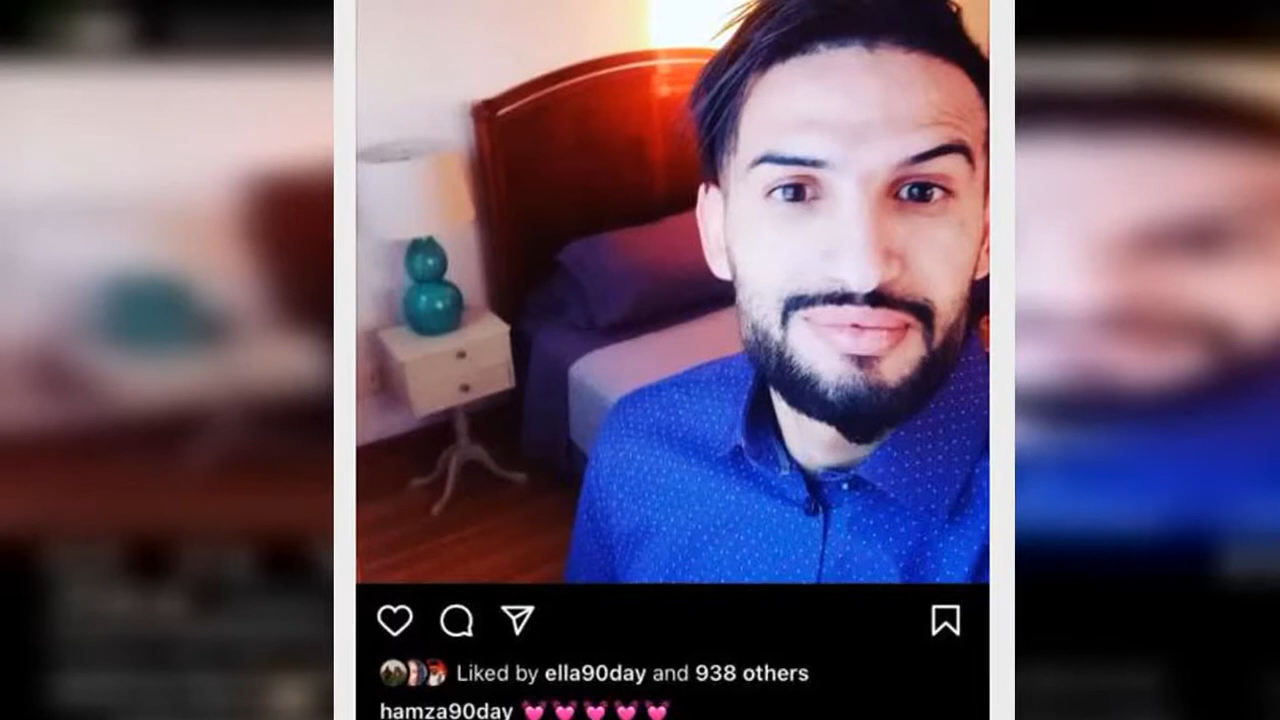 Liked by ella90day and 938 others
hamza90day 💓💓💓💓💓